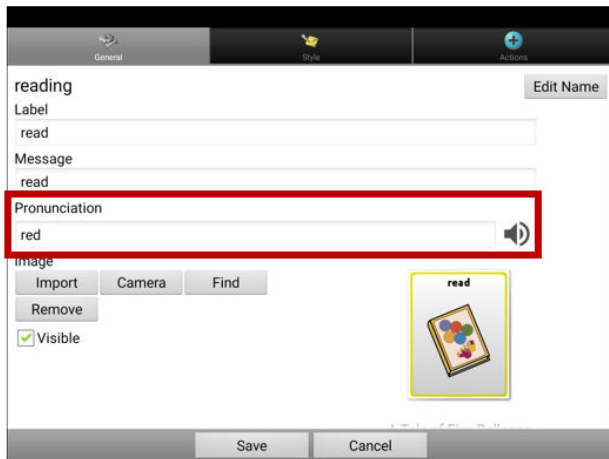 General Style Actions
reading Edit Name
Label
read
Message
read
Pronunciation
red
Image
Import Camera Find
read
Remove
Visible
Save Cancel